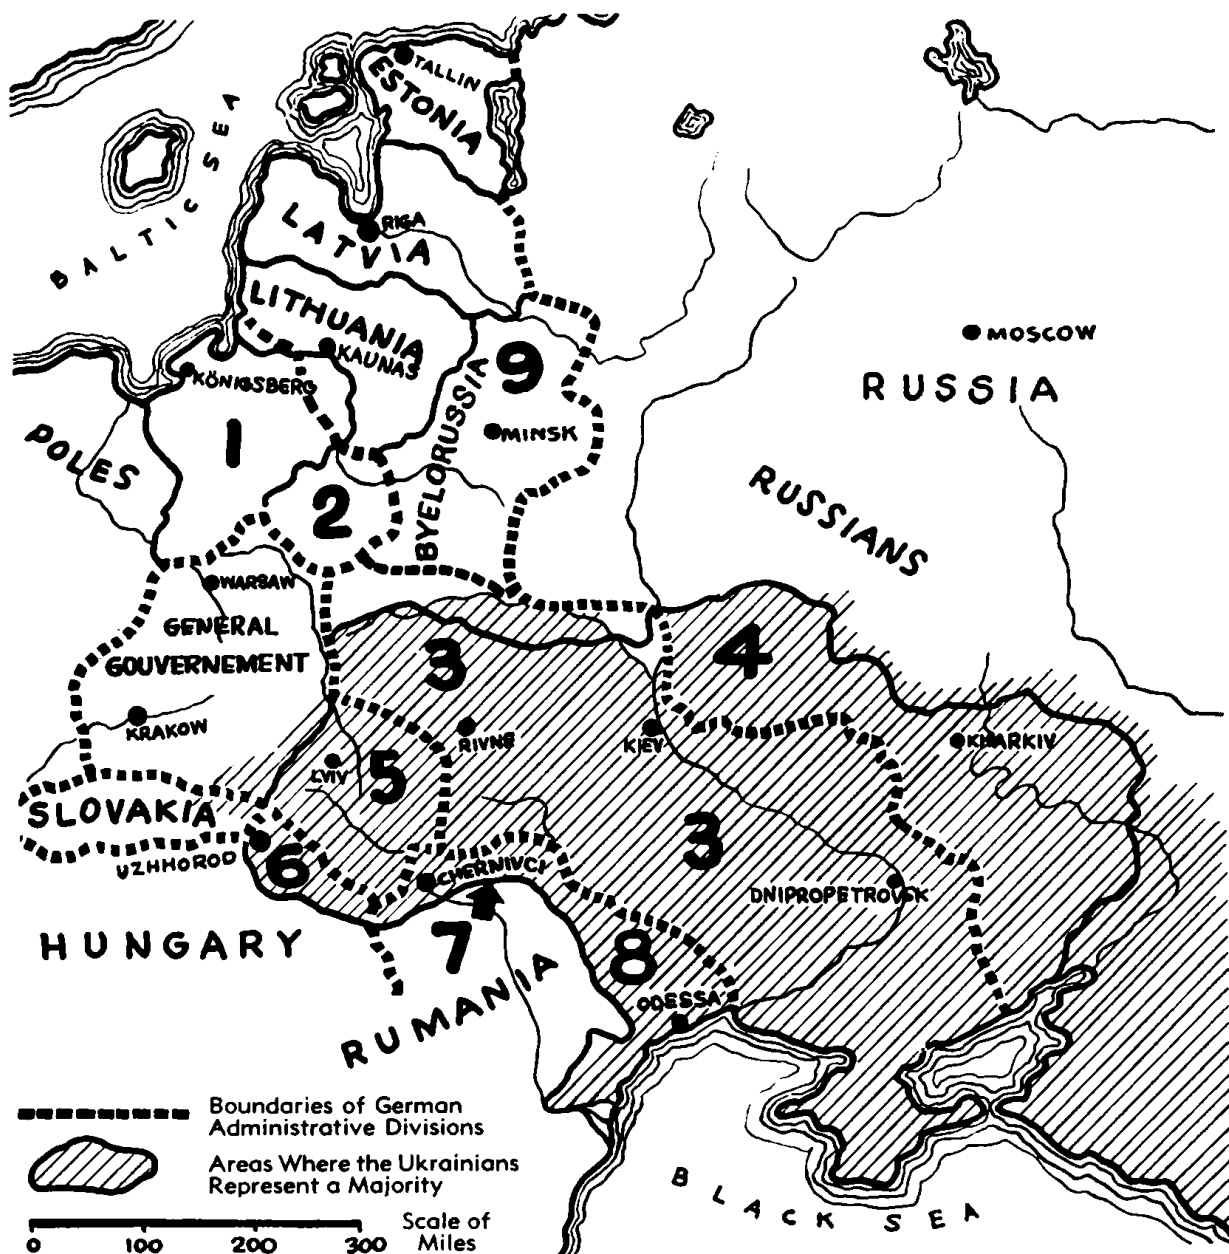 TALLIN
ESTONIA
BALTIC SEA
RIGA
LATVIA
LITHUANIA
KAUNAS
9
MOSCOW
KÖNIGSBERG
RUSSIA
1
BYELORUSSIA
MINSK
POLES
2
RUSSIANS
WARSAW
GENERAL
GOUVERNEMENT
3
4
KRAKOW
RIVNE
KIEV
KHARKIV
LVIV
5
SLOVAKIA
UZHHOROD
6
3
CHERNIVCI
DNIPROPETROVSK
HUNGARY
7
8
RUMANIA
ODESSA
Boundaries of German
Administrative Divisions
Areas Where the Ukrainians
Represent a Majority
BLACK SEA
Scale of
Miles
0 100 200 300